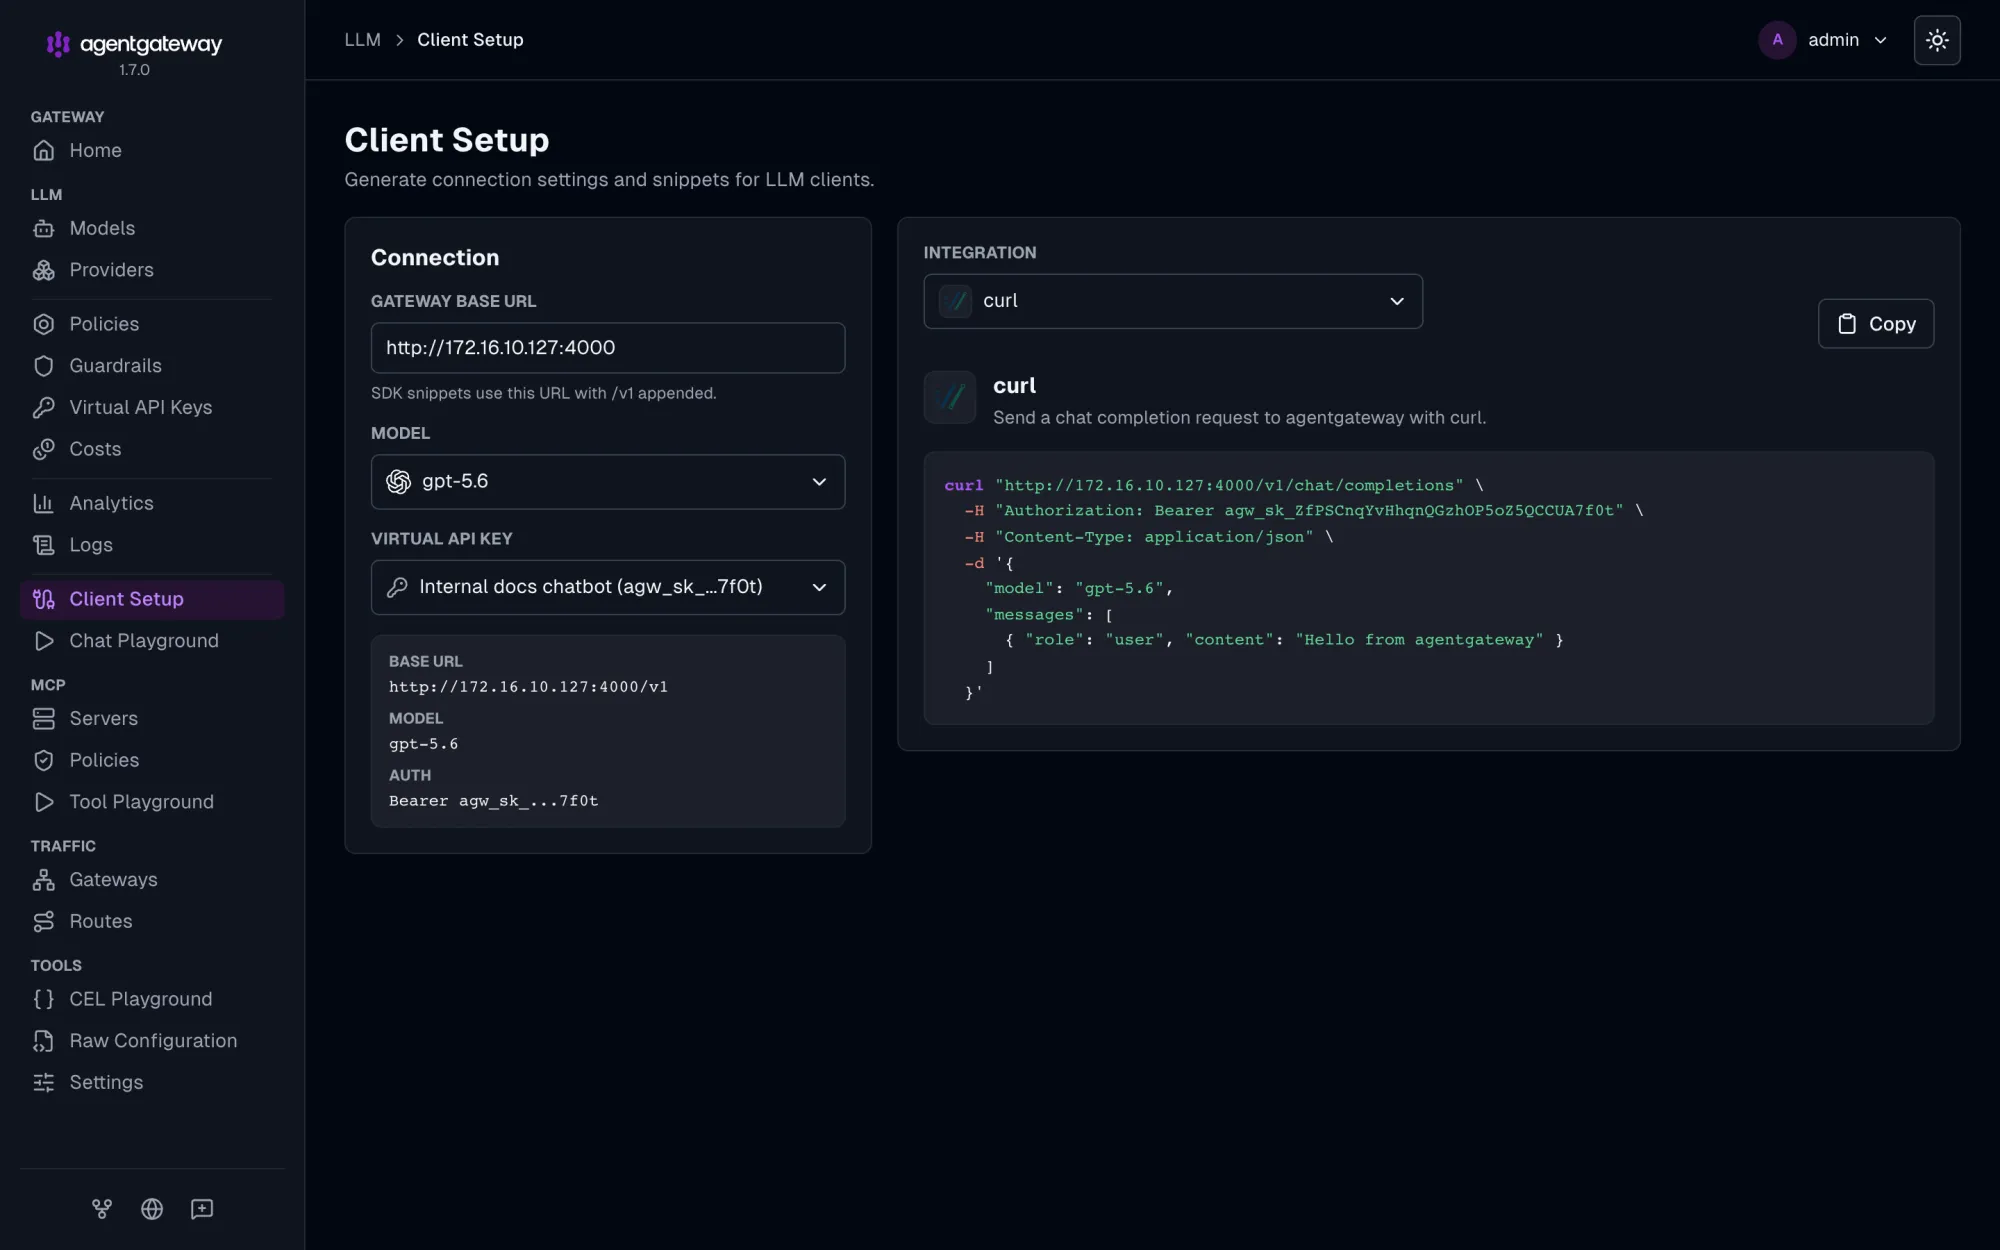 agentgateway
1.7.0
GATEWAY
Home
LLM
Models
Providers
Policies
Guardrails
Virtual API Keys
Costs
Analytics
Logs
Client Setup
Chat Playground
MCP
Servers
Policies
Tool Playground
TRAFFIC
Gateways
Routes
TOOLS
CEL Playground
Raw Configuration
Settings
LLM > Client Setup
A admin
Client Setup
Generate connection settings and snippets for LLM clients.
Connection
GATEWAY BASE URL
http://172.16.10.127:4000
SDK snippets use this URL with /v1 appended.
MODEL
gpt-5.6
VIRTUAL API KEY
Internal docs chatbot (agw_sk_...7f0t)
BASE URL
http://172.16.10.127:4000/v1
MODEL
gpt-5.6
AUTH
Bearer agw_sk_...7f0t
INTEGRATION
curl
Copy
curl
Send a chat completion request to agentgateway with curl.
curl "http://172.16.10.127:4000/v1/chat/completions" \
-H "Authorization: Bearer agw_sk_ZfPSCnqYvHhqnQGzhOP5oZ5QCCUA7f0t" \
-H "Content-Type: application/json" \
-d '{
"model": "gpt-5.6",
"messages": [
{ "role": "user", "content": "Hello from agentgateway" }
]
}'